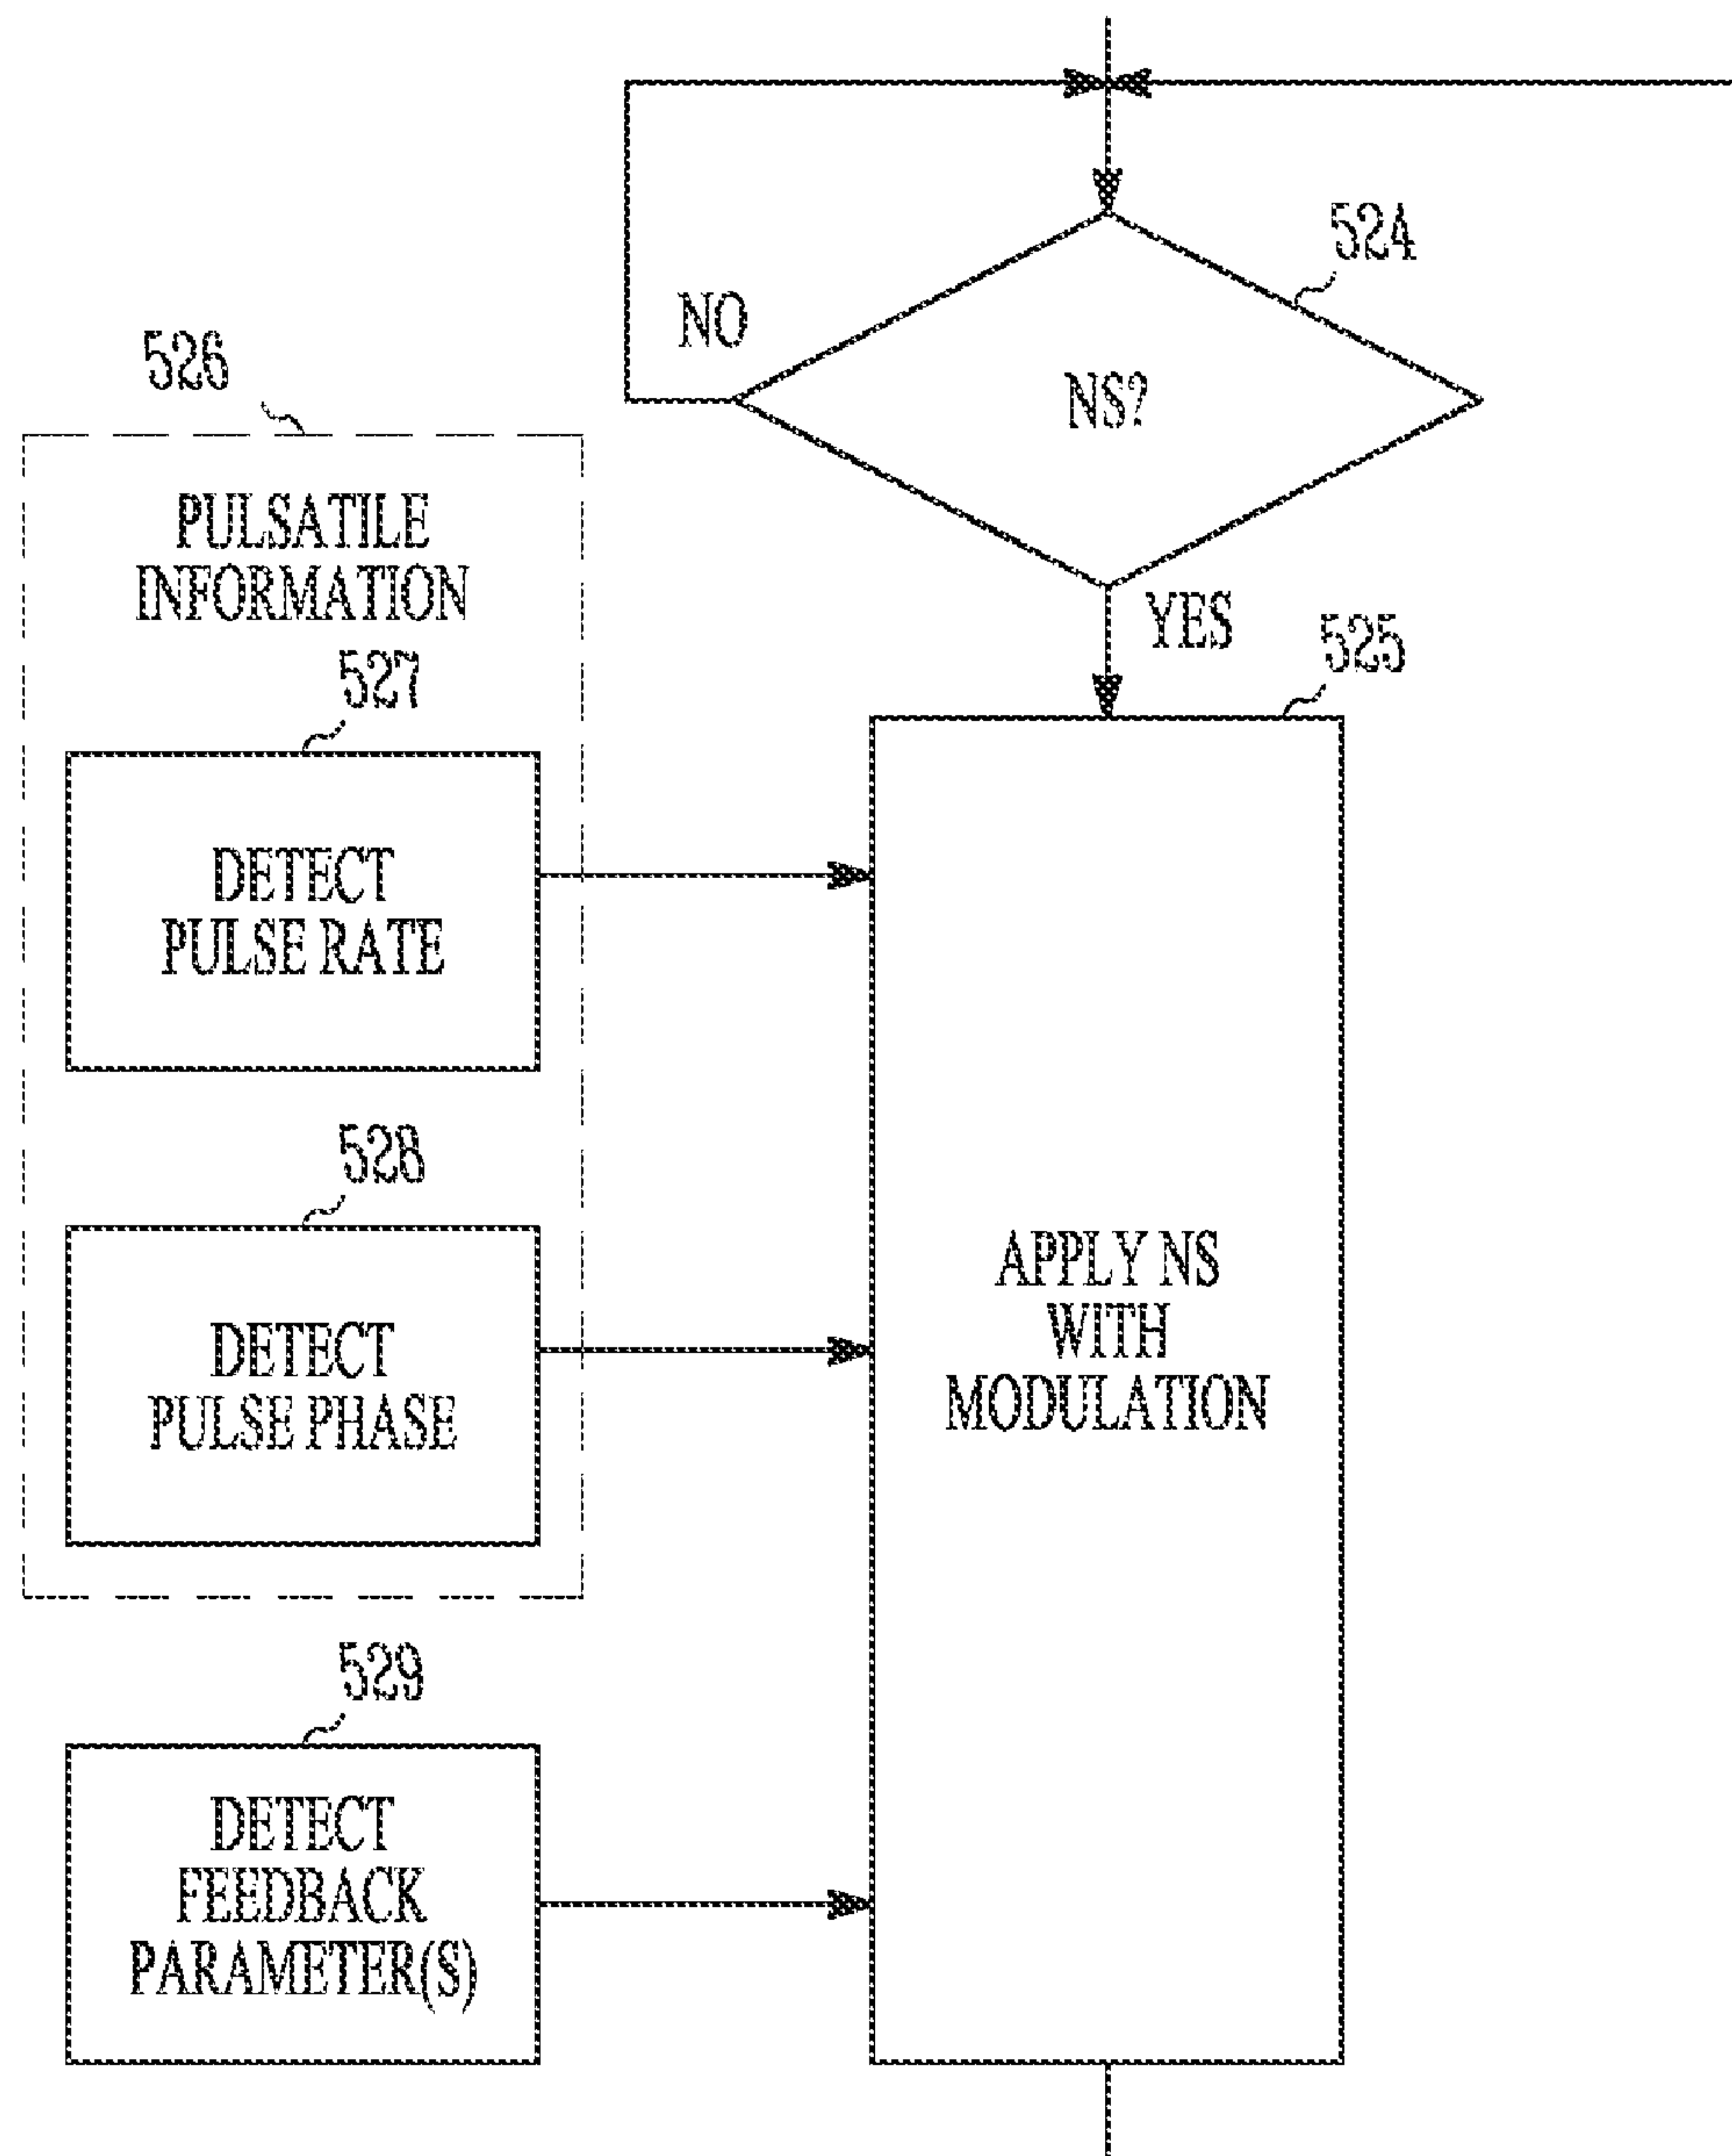 524
NO
NS?
526
YES
525
PULSATILE
INFORMATION
527
DETECT
PULSE RATE
528
DETECT
PULSE PHASE
APPLY NS
WITH
MODULATION
529
DETECT
FEEDBACK
PARAMETER(S)